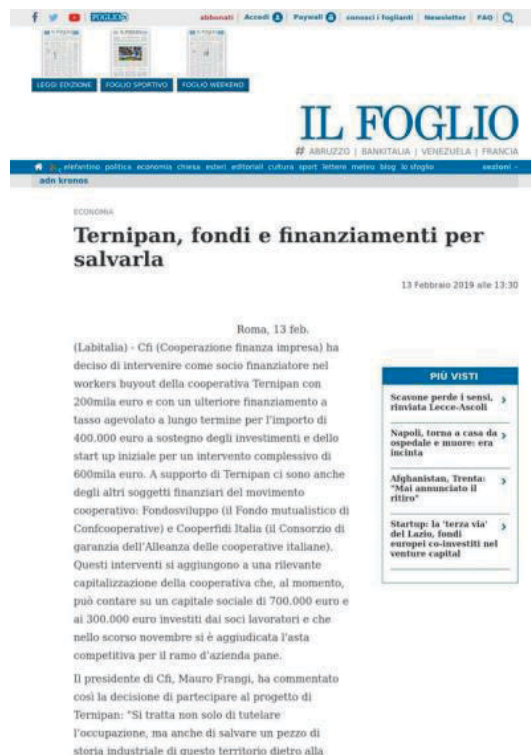 IL FOGLIO
abbonati Accedi Paywall conosci i foglianti Newsletter FAQ
LEGGI EDIZIONE FOGLIO SPORTIVO FOGLIO WEEKEND
IL FOGLIO
# ABRUZZO | BANKITALIA | VENEZUELA | FRANCIA
elefantino politica economia chiesa esteri editoriali cultura sport lettere meteo blog lo sfoglio sezioni
adn kronos
ECONOMIA
Ternipan, fondi e finanziamenti per
salvarla
13 Febbraio 2019 alle 13:30
Roma, 13 feb.
(Labitalia) - Cfi (Cooperazione finanza impresa) ha
deciso di intervenire come socio finanziatore nel
workers buyout della cooperativa Ternipan con
200mila euro e con un ulteriore finanziamento a
tasso agevolato a lungo termine per l'importo di
400.000 euro a sostegno degli investimenti e dello
start up iniziale per un intervento complessivo di
600mila euro. A supporto di Ternipan ci sono anche
degli altri soggetti finanziari del movimento
cooperativo: Fondosviluppo (il Fondo mutualistico di
Confcooperative) e Cooperfidi Italia (il Consorzio di
garanzia dell'Alleanza delle cooperative italiane).
Questi interventi si aggiungono a una rilevante
capitalizzazione della cooperativa che, al momento,
può contare su un capitale sociale di 700.000 euro e
ai 300.000 euro investiti dai soci lavoratori e che
nello scorso novembre si è aggiudicata l'asta
competitiva per il ramo d'azienda pane.
Il presidente di Cfi, Mauro Frangi, ha commentato
così la decisione di partecipare al progetto di
Ternipan: "Si tratta non solo di tutelare
l'occupazione, ma anche di salvare un pezzo di
storia industriale di questo territorio dietro alla
PIÙ VISTI
Scavone perde i sensi,
rinviata Lecce-Ascoli
Napoli, torna a casa da
ospedale e muore: era
incinta
Afghanistan, Trenta:
"Mai annunciato il
ritiro"
Startup: la 'terza via'
del Lazio, fondi
europei co-investiti nel
venture capital